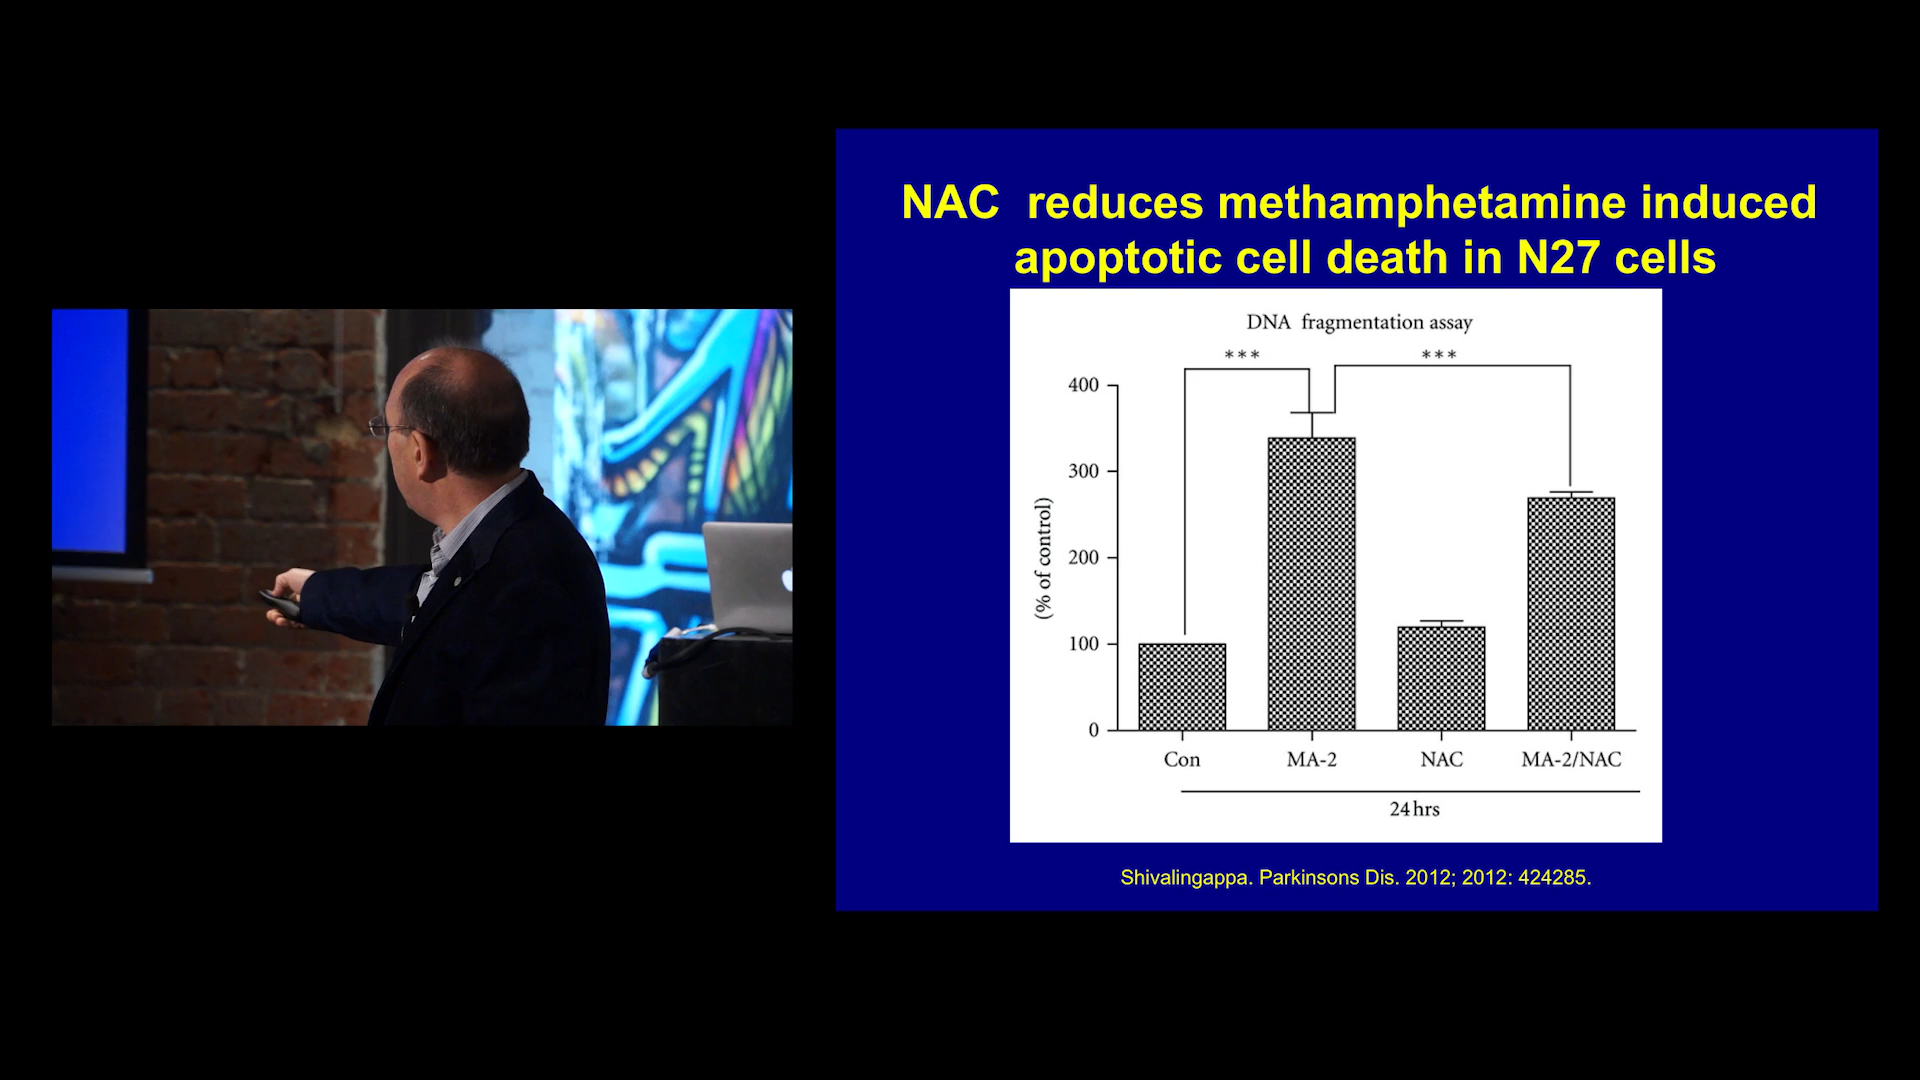 NAC  reduces methamphetamine induced
apoptotic cell death in N27 cells
DNA fragmentation assay
*** ***
400
300
200
100
0
(% of control)
Con MA-2 NAC MA-2/NAC
24 hrs
Shivalingappa. Parkinsons Dis. 2012; 2012: 424285.